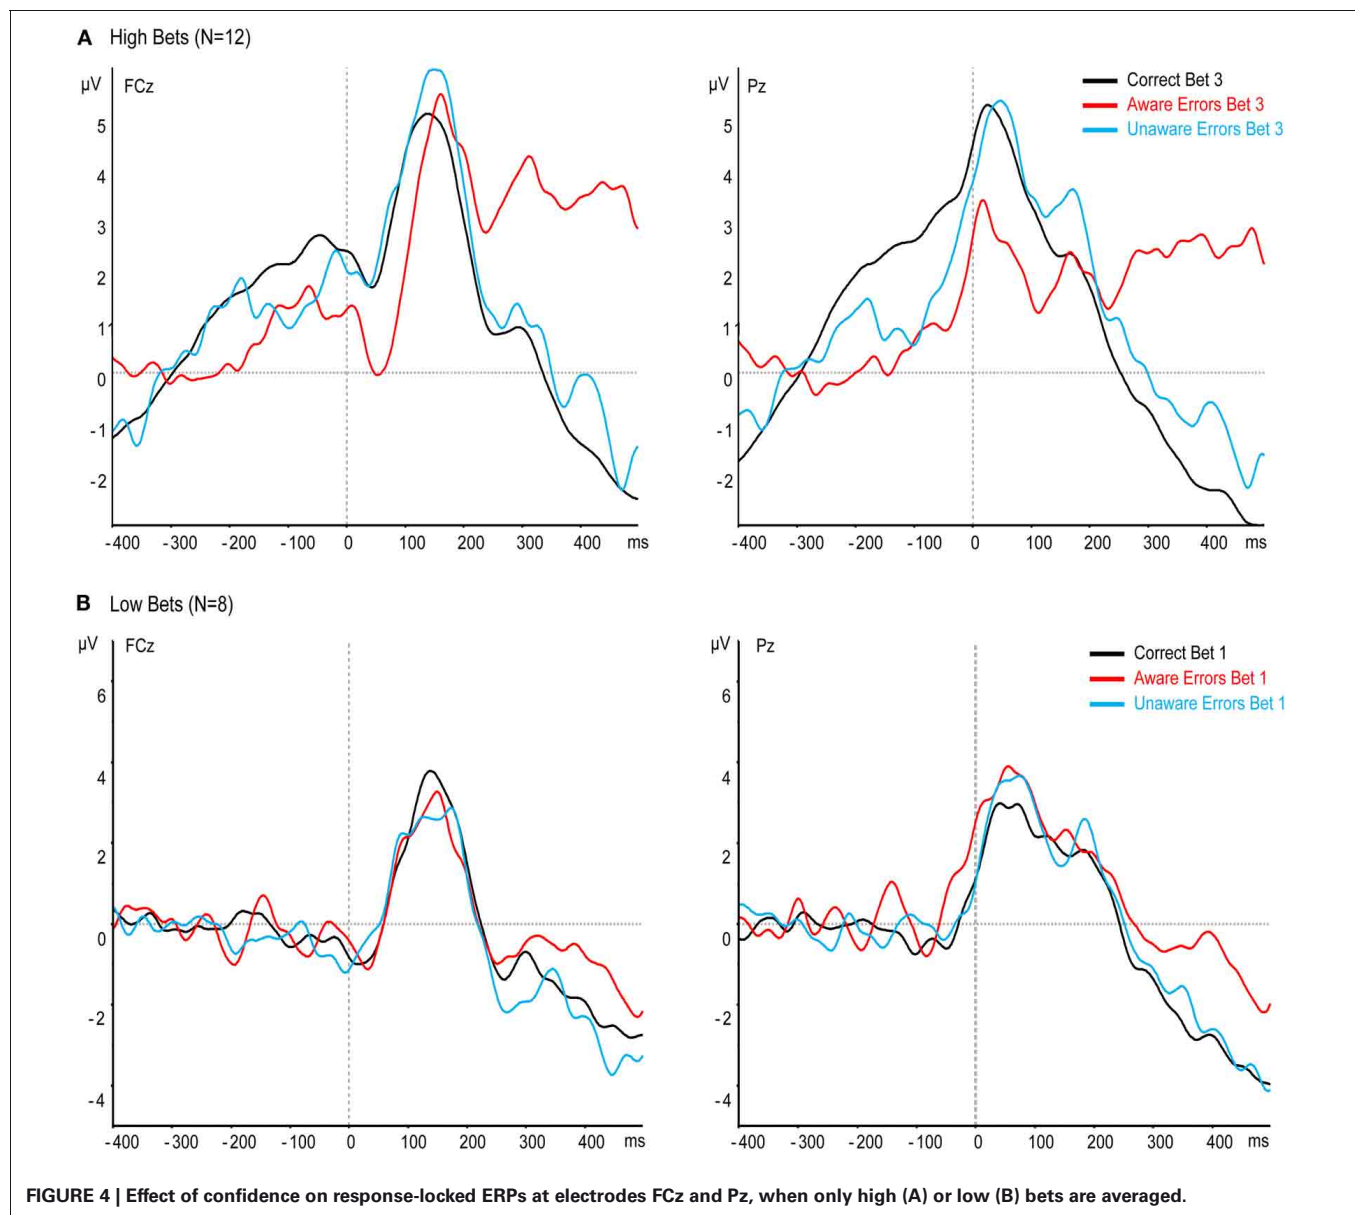 A High Bets (N=12)
µV FCz
5
4
3
2
1
0
-1
-2
-400 -300 -200 -100 0 100 200 300 400 ms
µV Pz
5
4
3
2
1
0
-1
-2
-400 -300 -200 -100 0 100 200 300 400 ms
Correct Bet 3
Aware Errors Bet 3
Unaware Errors Bet 3
B Low Bets (N=8)
µV FCz
6
4
2
0
-2
-4
-400 -300 -200 -100 0 100 200 300 400 ms
µV Pz
6
4
2
0
-2
-4
-400 -300 -200 -100 0 100 200 300 400 ms
Correct Bet 1
Aware Errors Bet 1
Unaware Errors Bet 1
FIGURE 4 | Effect of confidence on response-locked ERPs at electrodes FCz and Pz, when only high (A) or low (B) bets are averaged.